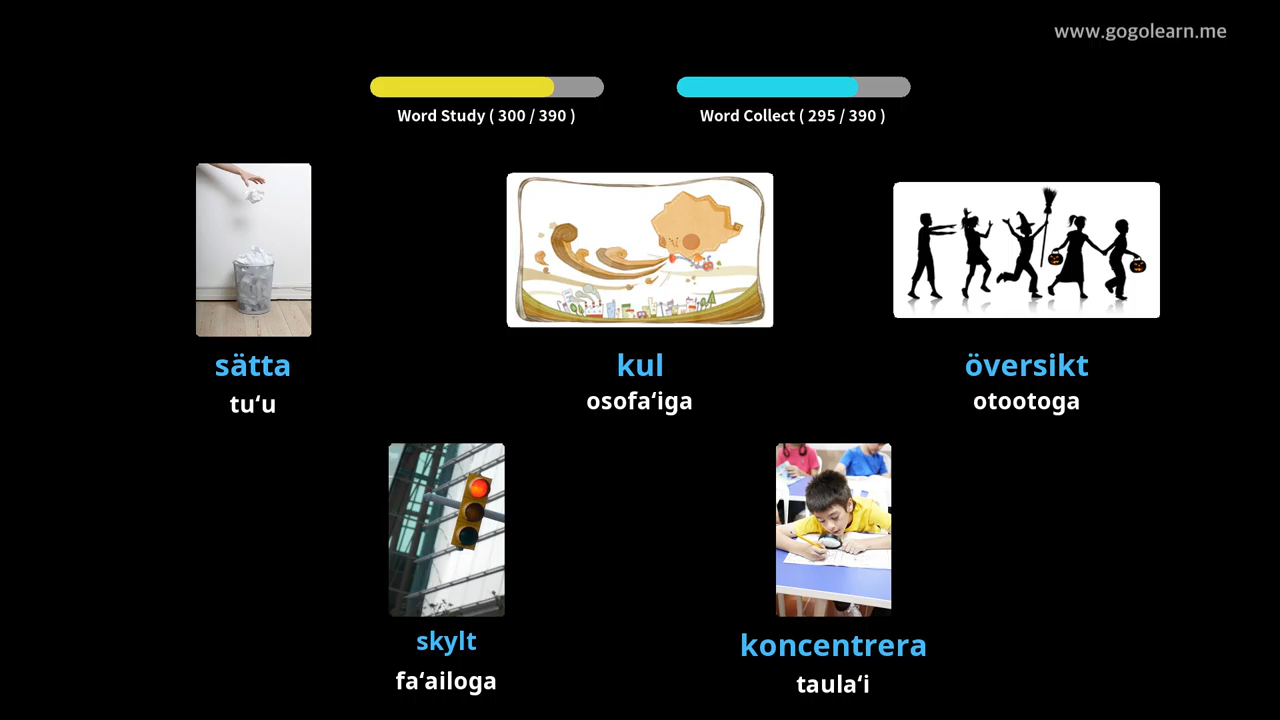 www.gogolearn.me
Word Study ( 300 / 390 )
Word Collect ( 295 / 390 )
sätta
tuʻu
kul
osofaʻiga
översikt
otootoga
skylt
faʻailoga
koncentrera
taulaʻi